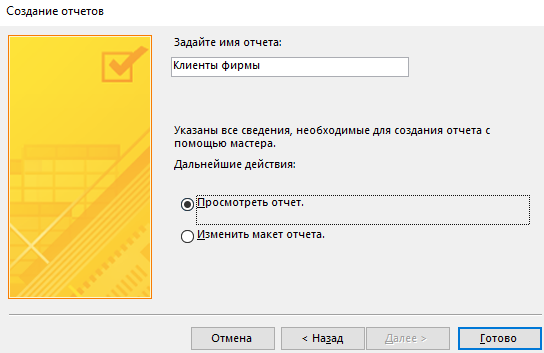 Создание отчетов
Задайте имя отчета:
Клиенты фирмы
Указаны все сведения, необходимые для создания отчета с
помощью мастера.
Дальнейшие действия:
Просмотреть отчет.
Изменить макет отчета.
Отмена
< Назад
Далее >
Готово